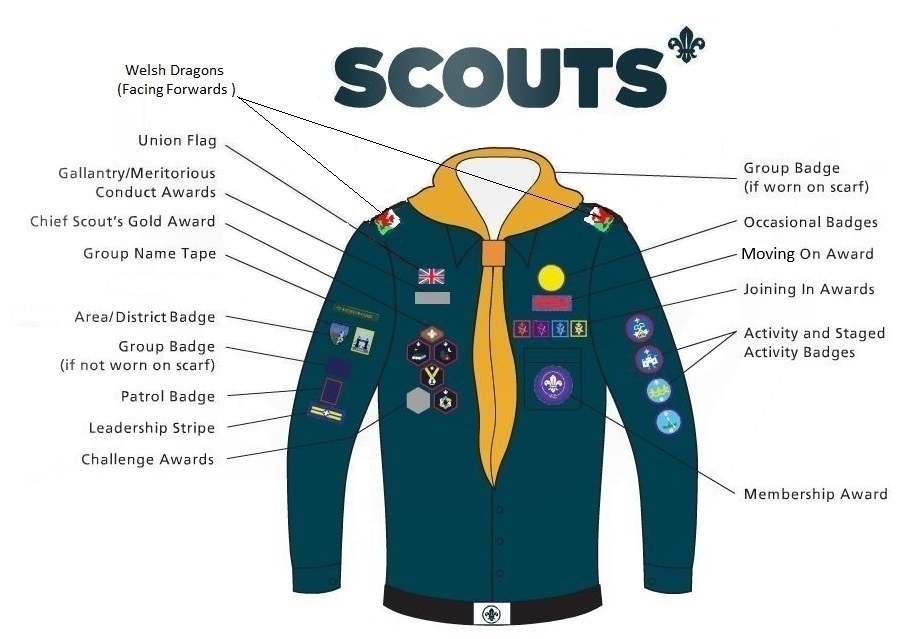 SCOUTS
Welsh Dragons
(Facing Forwards )
Union Flag
Gallantry/Meritorious
Conduct Awards
Chief Scout's Gold Award
Group Name Tape
Area/District Badge
Group Badge
(if not worn on scarf)
Patrol Badge
Leadership Stripe
Challenge Awards
Group Badge
(if worn on scarf)
Occasional Badges
Moving On Award
Joining In Awards
Activity and Staged
Activity Badges
Membership Award